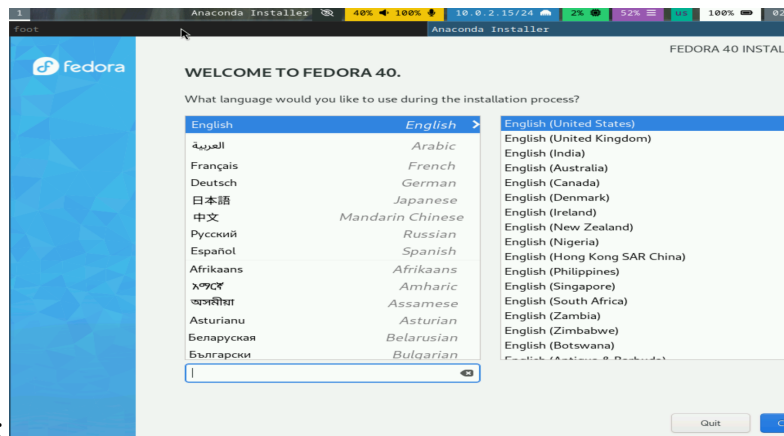 1 Anaconda Installer 40% 100% 10.0.2.15/24 2% 52% us 100% 02
foot Anaconda Installer
fedora
FEDORA 40 INSTAL
WELCOME TO FEDORA 40.
What language would you like to use during the installation process?
English English
العربية Arabic
Français French
Deutsch German
日本語 Japanese
中文 Mandarin Chinese
Русский Russian
Español Spanish
Afrikaans Afrikaans
አማርኛ Amharic
অসমীয়া Assamese
Asturianu Asturian
Беларуская Belarusian
Български Bulgarian
English (United States)
English (United Kingdom)
English (India)
English (Australia)
English (Canada)
English (Denmark)
English (Ireland)
English (New Zealand)
English (Nigeria)
English (Hong Kong SAR China)
English (Philippines)
English (Singapore)
English (South Africa)
English (Zambia)
English (Zimbabwe)
English (Botswana)
English (Antigua & Barbuda)
Quit